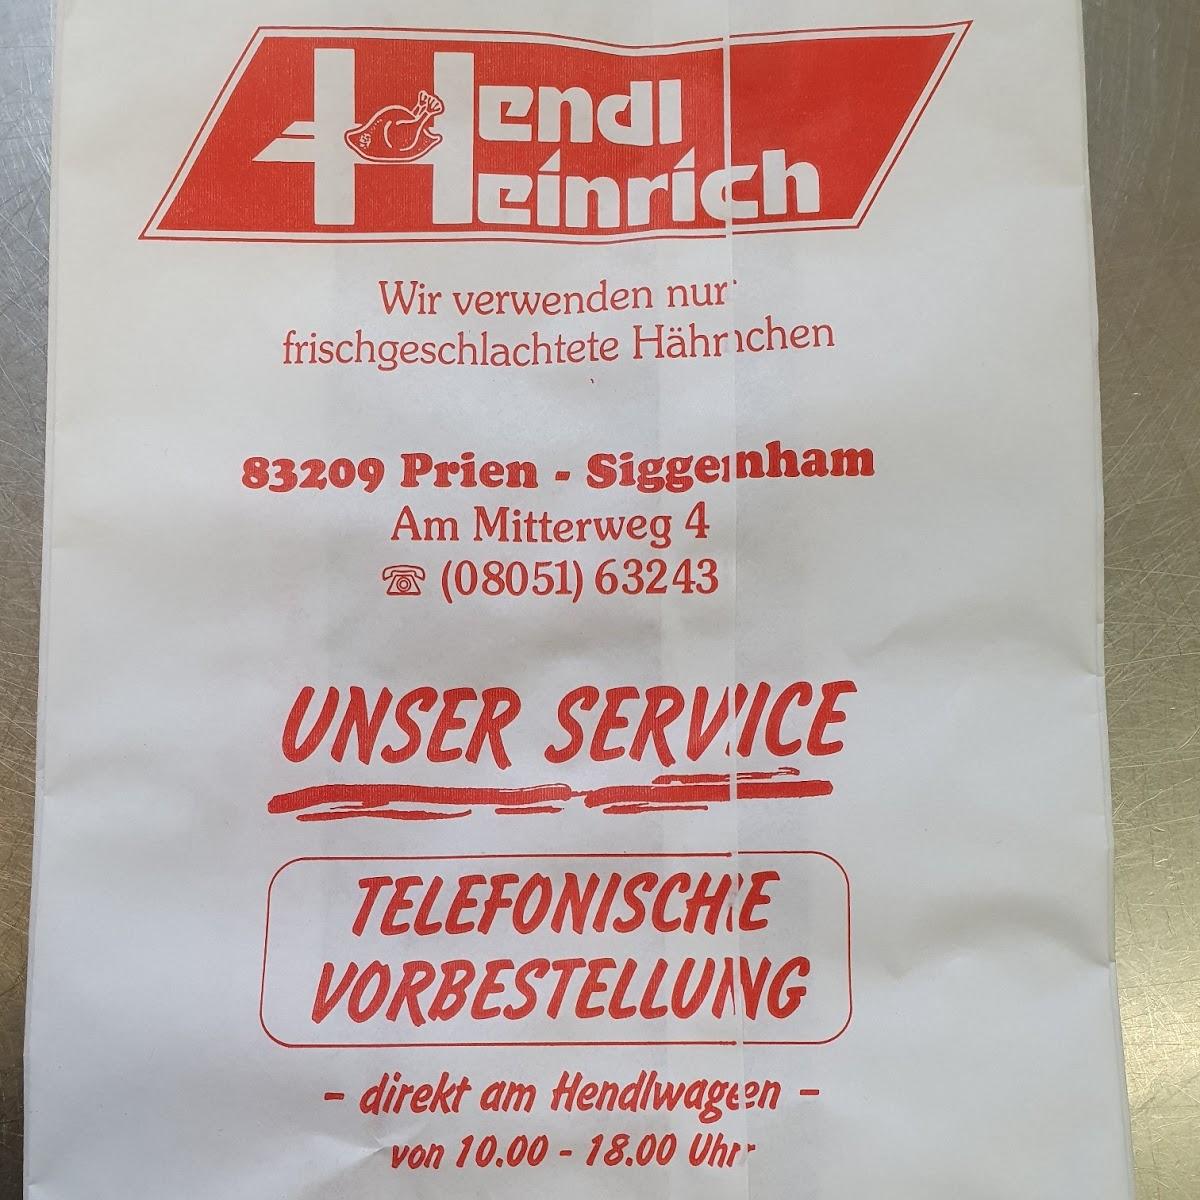 Hendl
Heinrich
Wir verwenden nur
frischgeschlachtete Hähnchen
83209 Prien - Siggenham
Am Mitterweg 4
☎ (08051) 63243
UNSER SERVICE
TELEFONISCHE
VORBESTELLUNG
- direkt am Hendlwagen -
von 10.00 - 18.00 Uhr